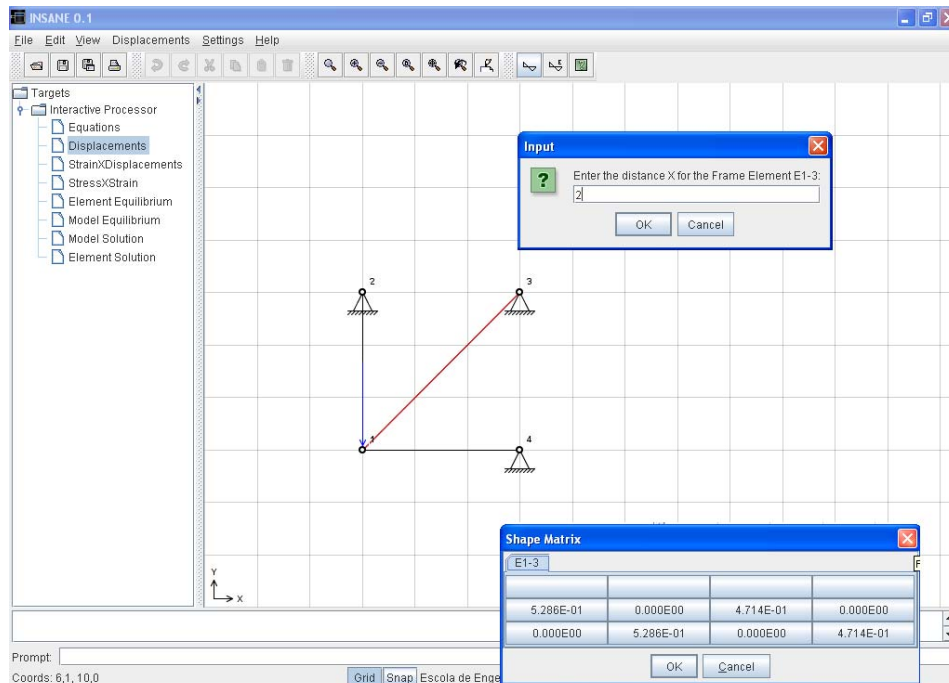 INSANE 0.1
File Edit View Displacements Settings Help
Targets
Interactive Processor
Equations
Displacements
StrainXDisplacements
StressXStrain
Element Equilibrium
Model Equilibrium
Model Solution
Element Solution
Input
Enter the distance X for the Frame Element E1-3:
2
OK Cancel
2
3
1
4
Y
X
Shape Matrix
E1-3
5.286E-01 0.000E00 4.714E-01 0.000E00
0.000E00 5.286E-01 0.000E00 4.714E-01
OK Cancel
Prompt:
Coords: 6,1, 10,0 Grid Snap Escola de Enge